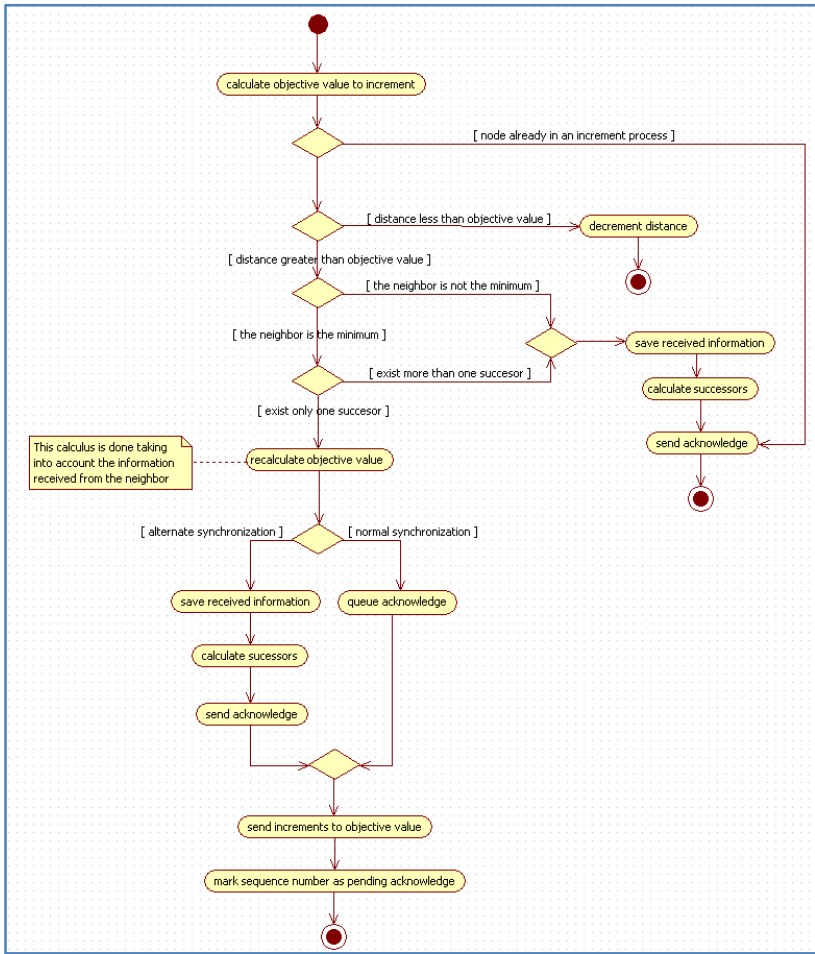 calculate objective value to increment
[ node already in an increment process ]
[ distance less than objective value ]
decrement distance
[ distance greater than objective value ]
[ the neighbor is not the minimum ]
[ the neighbor is the minimum ]
save received information
[ exist more than one succesor ]
calculate successors
[ exist only one succesor ]
send acknowledge
This calculus is done taking
into account the information
received from the neighbor
recalculate objective value
[ alternate synchronization ]
[ normal synchronization ]
save received information
queue acknowledge
calculate sucessors
send acknowledge
send increments to objective value
mark sequence number as pending acknowledge